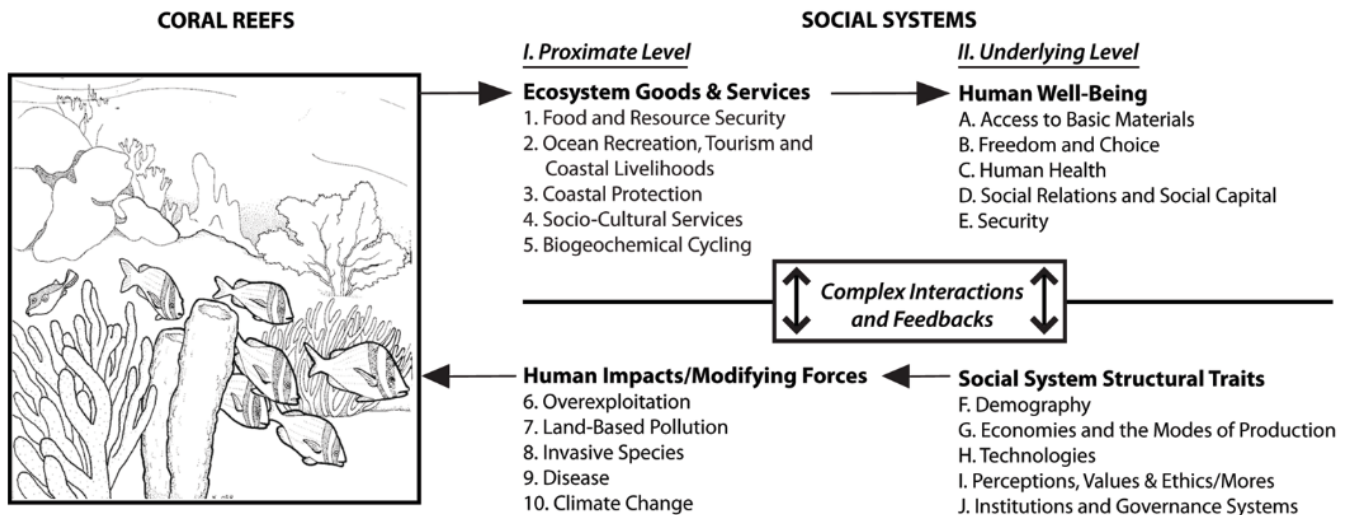 CORAL REEFS
SOCIAL SYSTEMS
I. Proximate Level
Ecosystem Goods & Services
1. Food and Resource Security
2. Ocean Recreation, Tourism and
Coastal Livelihoods
3. Coastal Protection
4. Socio-Cultural Services
5. Biogeochemical Cycling
II. Underlying Level
Human Well-Being
A. Access to Basic Materials
B. Freedom and Choice
C. Human Health
D. Social Relations and Social Capital
E. Security
Complex Interactions
and Feedbacks
Human Impacts/Modifying Forces
6. Overexploitation
7. Land-Based Pollution
8. Invasive Species
9. Disease
10. Climate Change
Social System Structural Traits
F. Demography
G. Economies and the Modes of Production
H. Technologies
I. Perceptions, Values & Ethics/Mores
J. Institutions and Governance Systems